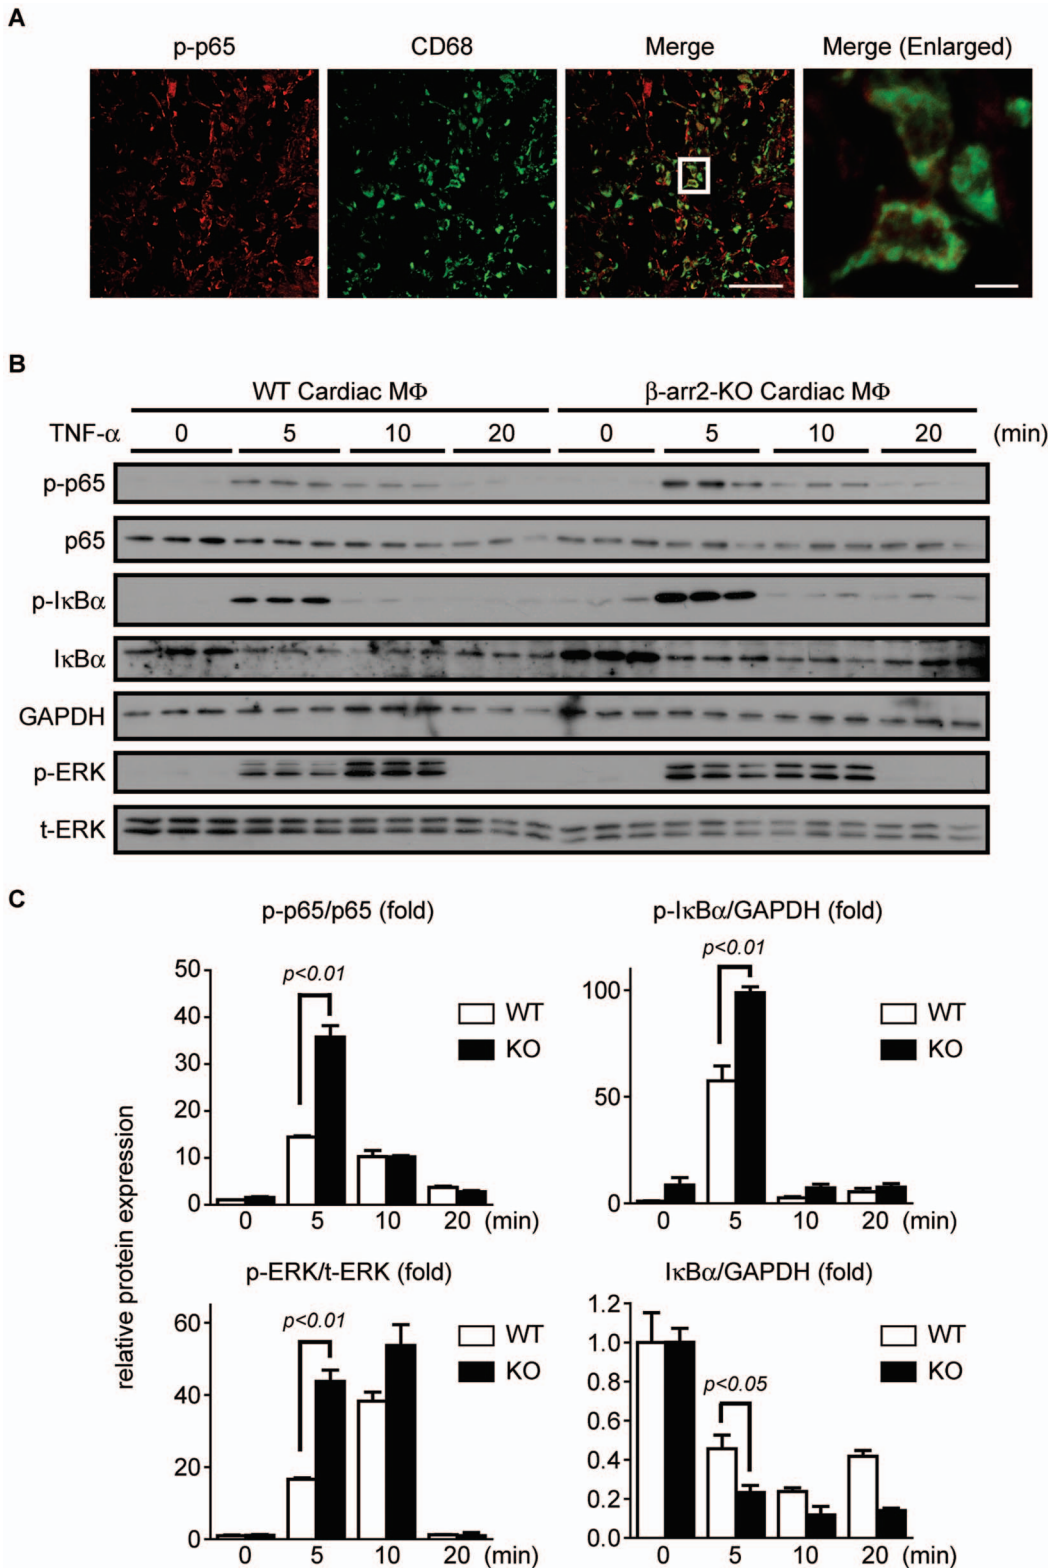 A
p-p65 CD68 Merge Merge (Enlarged)
B
WT Cardiac MΦ β-arr2-KO Cardiac MΦ
TNF-α 0 5 10 20 0 5 10 20 (min)
p-p65
p65
p-IκBα
IκBα
GAPDH
p-ERK
t-ERK
C
relative protein expression
p-p65/p65 (fold)
p<0.01
50
40
30
20
10
0
WT
KO
0 5 10 20 (min)
p-IκBα/GAPDH (fold)
p<0.01
100
50
0
WT
KO
0 5 10 20 (min)
p-ERK/t-ERK (fold)
p<0.01
60
40
20
0
WT
KO
0 5 10 20 (min)
IκBα/GAPDH (fold)
1.2
1.0
0.8
0.6
0.4
0.2
0.0
p<0.05
WT
KO
0 5 10 20 (min)